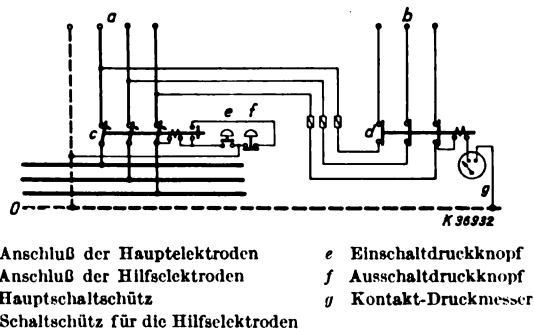 a
b
e f
c
d
g
0
K 36932
Anschluß der Hauptelektroden
Anschluß der Hilfselektroden
Hauptschaltschütz
Schaltschütz für die Hilfselektroden
e Einschaltdruckknopf
f Ausschaltdruckknopf
g Kontakt-Druckmesser